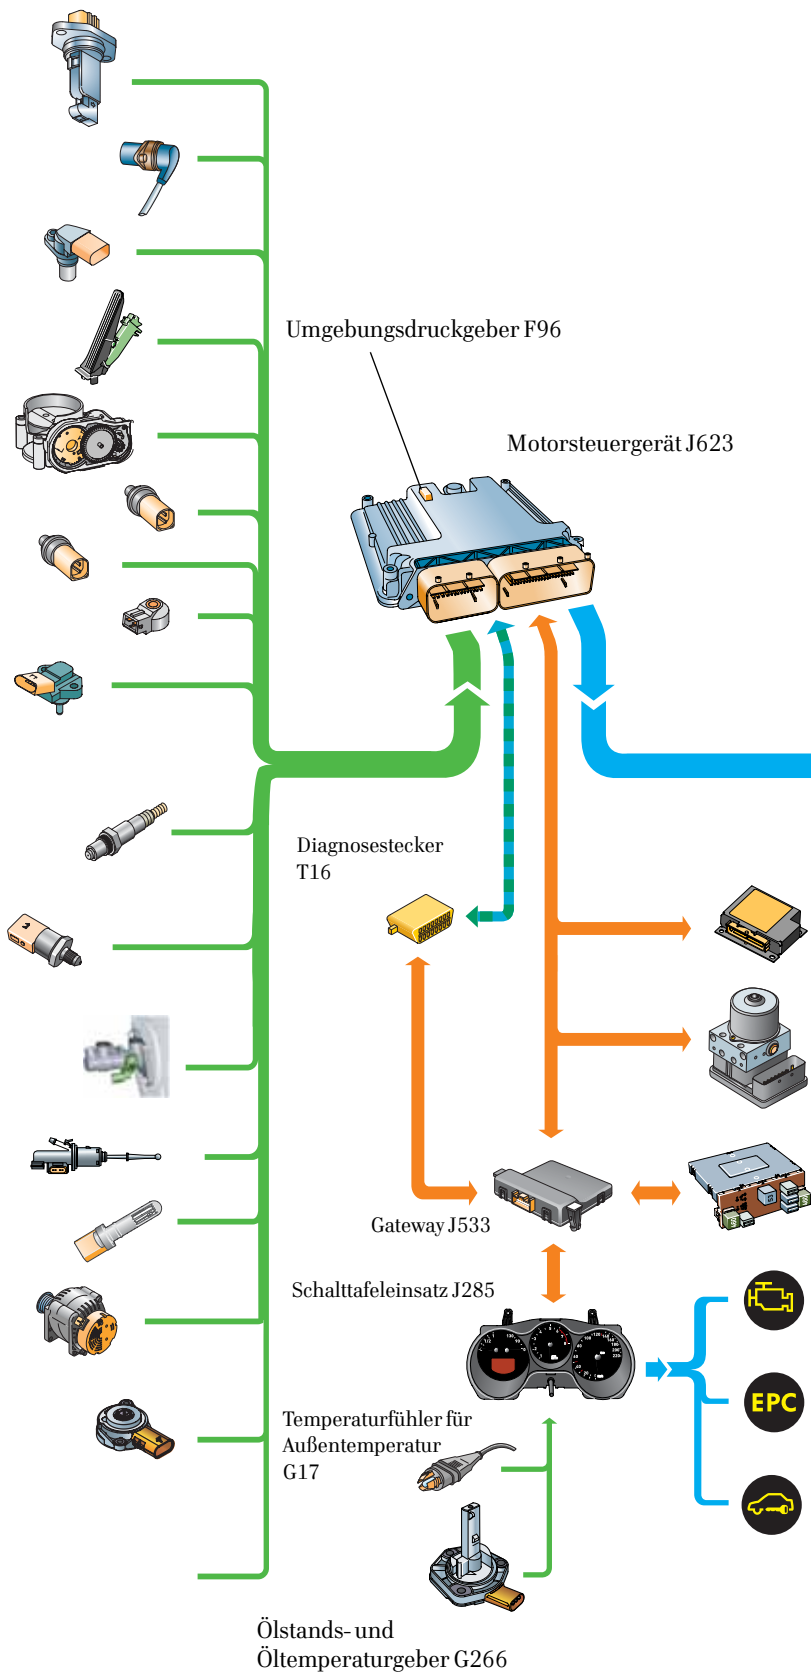 Umgebungsdruckgeber F96
Motorsteuergerät J623
Diagnosestecker
T16
Gateway J533
Schalttafeleinsatz J285
EPC
Temperaturfühler für
Außentemperatur
G17
Ölstands- und
Öltemperaturgeber G266